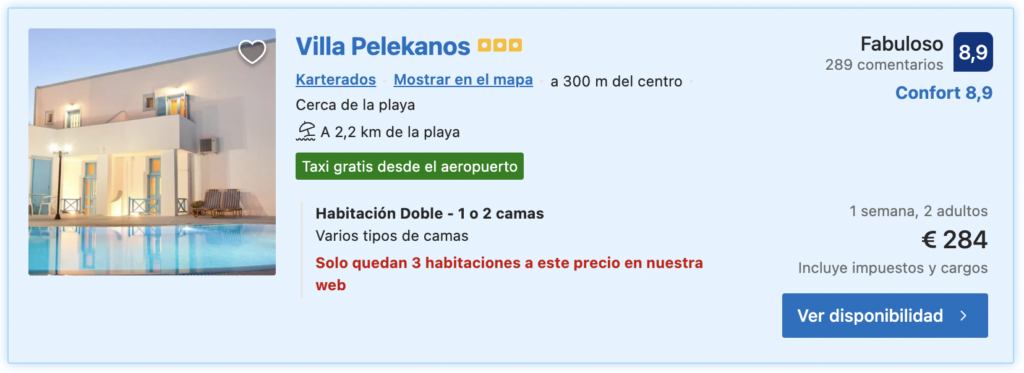 Villa Pelekanos
Karterados · Mostrar en el mapa · a 300 m del centro ·
Cerca de la playa
A 2,2 km de la playa
Taxi gratis desde el aeropuerto
Habitación Doble - 1 o 2 camas
Varios tipos de camas
Solo quedan 3 habitaciones a este precio en nuestra
web
Fabuloso
289 comentarios
8,9
Confort 8,9
1 semana, 2 adultos
€ 284
Incluye impuestos y cargos
Ver disponibilidad